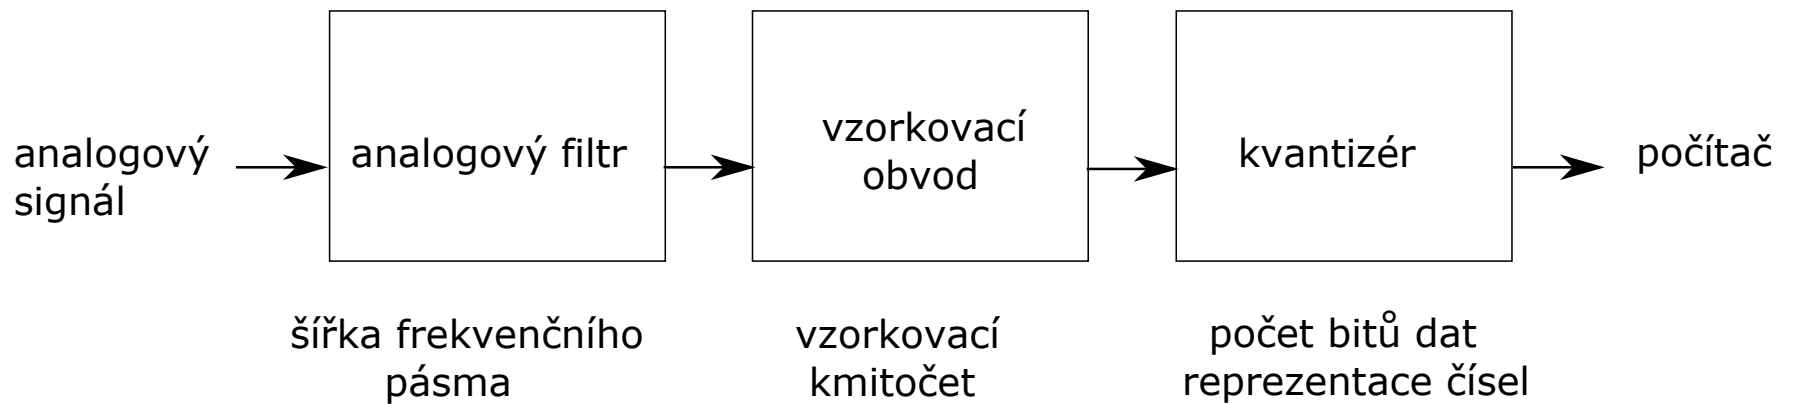 analogový
signál
analogový filtr
vzorkovací
obvod
kvantizér
počítač
šířka frekvenčního
pásma
vzorkovací
kmitočet
počet bitů dat
reprezentace čísel